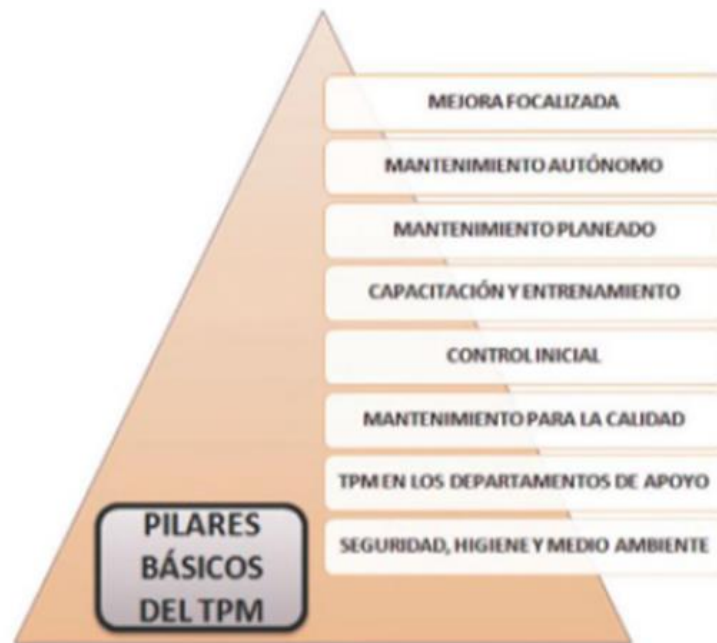 MEJORA FOCALIZADA
MANTENIMIENTO AUTÓNOMO
MANTENIMIENTO PLANEADO
CAPACITACIÓN Y ENTRENAMIENTO
CONTROL INICIAL
MANTENIMIENTO PARA LA CALIDAD
TPM EN LOS DEPARTAMENTOS DE APOYO
SEGURIDAD, HIGIENE Y MEDIO AMBIENTE
PILARES
BÁSICOS
DEL TPM